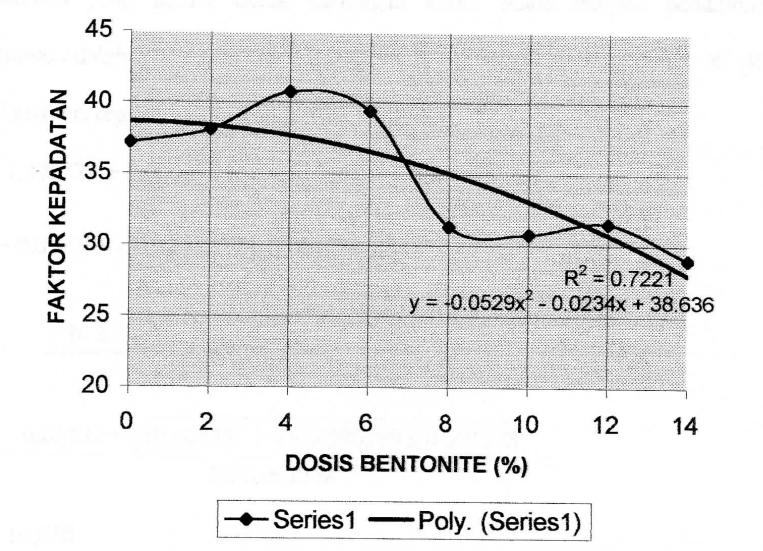 45
40
35
30
25
20
FAKTOR KEPADATAN
R² = 0.7221
y = -0.0529x² - 0.0234x + 38.636
0 2 4 6 8 10 12 14
DOSIS BENTONITE (%)
Series1 Poly. (Series1)